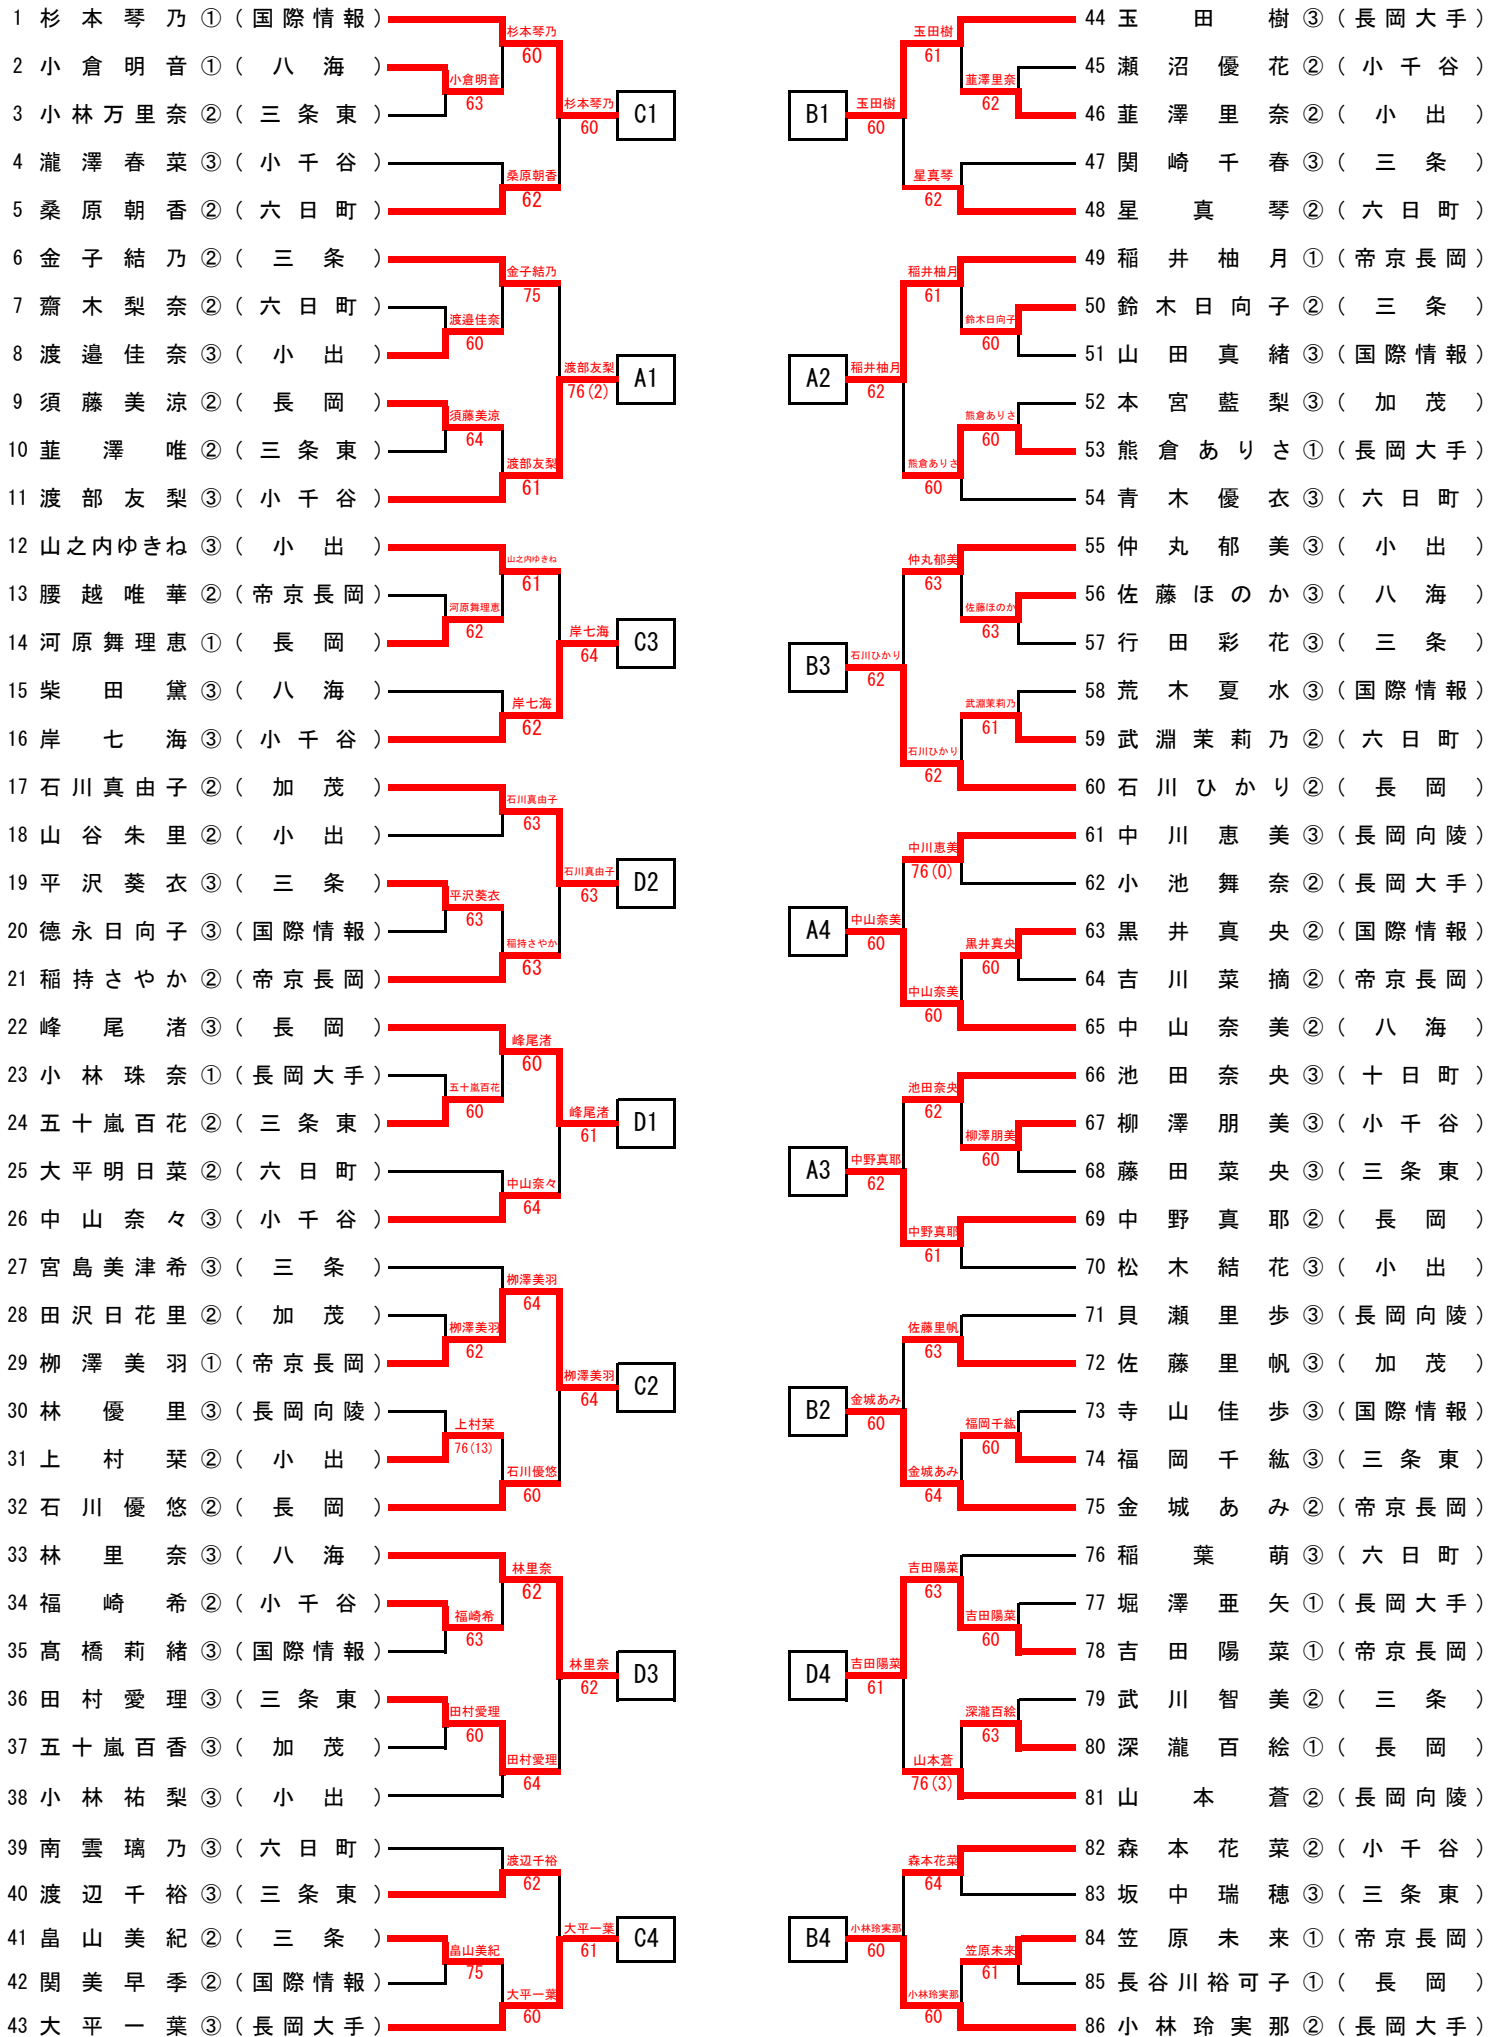 1 杉本琴乃 ① (国際情報)
杉本琴乃
60
2 小倉明音 ① (八海)
小倉明音
63
3 小林万里奈 ② (三条東)
杉本琴乃
60
C1
4 瀧澤春菜 ③ (小千谷)
桑原朝香
62
5 桑原朝香 ② (六日町)
6 金子結乃 ② (三条)
金子結乃
75
7 齋木梨奈 ② (六日町)
渡邉佳奈
60
8 渡邉佳奈 ③ (小出)
渡部友梨
76(2)
A1
9 須藤美涼 ② (長岡)
須藤美涼
64
10 韮澤唯 ② (三条東)
渡部友梨
61
11 渡部友梨 ③ (小千谷)
12 山之内ゆきね ③ (小出)
山之内ゆきね
61
13 腰越唯華 ② (帝京長岡)
河原舞理恵
62
14 河原舞理恵 ① (長岡)
岸七海
64
C3
15 柴田黛 ③ (八海)
岸七海
62
16 岸七海 ③ (小千谷)
17 石川真由子 ② (加茂)
石川真由子
63
18 山谷朱里 ② (小出)
石川真由子
63
D2
19 平沢葵衣 ③ (三条)
平沢葵衣
63
20 德永日向子 ③ (国際情報)
稲持さやか
63
21 稲持さやか ② (帝京長岡)
22 峰尾渚 ③ (長岡)
峰尾渚
60
23 小林珠奈 ① (長岡大手)
五十嵐百花
60
24 五十嵐百花 ② (三条東)
峰尾渚
61
D1
25 大平明日菜 ② (六日町)
中山奈々
64
26 中山奈々 ③ (小千谷)
27 宮島美津希 ③ (三条)
栁澤美羽
64
28 田沢日花里 ② (加茂)
栁澤美羽
62
29 栁澤美羽 ① (帝京長岡)
栁澤美羽
64
C2
30 林優里 ③ (長岡向陵)
上村栞
76(13)
31 上村栞 ② (小出)
石川優悠
60
32 石川優悠 ② (長岡)
33 林里奈 ③ (八海)
林里奈
62
34 福崎希 ② (小千谷)
福崎希
63
35 髙橋莉緒 ③ (国際情報)
林里奈
62
D3
36 田村愛理 ③ (三条東)
田村愛理
60
37 五十嵐百香 ③ (加茂)
田村愛理
64
38 小林祐梨 ③ (小出)
39 南雲璃乃 ③ (六日町)
渡辺千裕
62
40 渡辺千裕 ③ (三条東)
大平一葉
61
C4
41 畠山美紀 ② (三条)
畠山美紀
75
42 関美早季 ② (国際情報)
大平一葉
60
43 大平一葉 ③ (長岡大手)
44 玉田樹 ③ (長岡大手)
玉田樹
61
45 瀬沼優花 ② (小千谷)
韮澤里奈
62
46 韮澤里奈 ② (小出)
B1
玉田樹
60
47 関崎千春 ③ (三条)
星真琴
62
48 星真琴 ② (六日町)
49 稲井柚月 ① (帝京長岡)
稲井柚月
61
50 鈴木日向子 ② (三条)
鈴木日向子
60
51 山田真緒 ③ (国際情報)
A2
稲井柚月
62
52 本宮藍梨 ③ (加茂)
熊倉ありさ
60
53 熊倉ありさ ① (長岡大手)
熊倉ありさ
60
54 青木優衣 ③ (六日町)
55 仲丸郁美 ③ (小出)
仲丸郁美
63
56 佐藤ほのか ③ (八海)
佐藤ほのか
63
57 行田彩花 ③ (三条)
B3
石川ひかり
62
58 荒木夏水 ③ (国際情報)
武淵茉莉乃
61
59 武淵茉莉乃 ② (六日町)
石川ひかり
62
60 石川ひかり ② (長岡)
61 中川恵美 ③ (長岡向陵)
中川恵美
76(0)
62 小池舞奈 ② (長岡大手)
A4
中山奈美
60
63 黒井真央 ② (国際情報)
黒井真央
60
64 吉川菜摘 ② (帝京長岡)
中山奈美
60
65 中山奈美 ② (八海)
66 池田奈央 ③ (十日町)
池田奈央
62
67 柳澤朋美 ③ (小千谷)
柳澤朋美
60
68 藤田菜央 ③ (三条東)
A3
中野真耶
62
69 中野真耶 ② (長岡)
中野真耶
61
70 松木結花 ③ (小出)
71 貝瀬里歩 ③ (長岡向陵)
佐藤里帆
63
72 佐藤里帆 ③ (加茂)
B2
金城あみ
60
73 寺山佳歩 ③ (国際情報)
福岡千紘
60
74 福岡千紘 ③ (三条東)
金城あみ
64
75 金城あみ ② (帝京長岡)
76 稲葉萌 ③ (六日町)
吉田陽菜
63
77 堀澤亜矢 ① (長岡大手)
吉田陽菜
60
78 吉田陽菜 ① (帝京長岡)
D4
吉田陽菜
61
79 武川智美 ② (三条)
深瀧百絵
63
80 深瀧百絵 ① (長岡)
山本蒼
76(3)
81 山本蒼 ② (長岡向陵)
82 森本花菜 ② (小千谷)
森本花菜
64
83 坂中瑞穂 ③ (三条東)
B4
小林玲実那
60
84 笠原未来 ① (帝京長岡)
笠原未来
61
85 長谷川裕可子 ① (長岡)
小林玲実那
60
86 小林玲実那 ② (長岡大手)